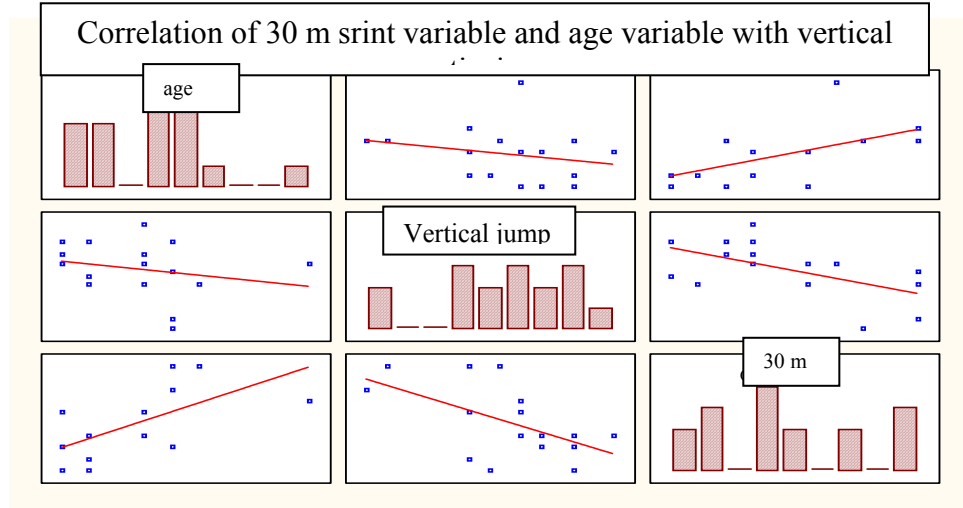 Correlation of 30 m srint variable and age variable with vertical
age
Vertical jump
30 m